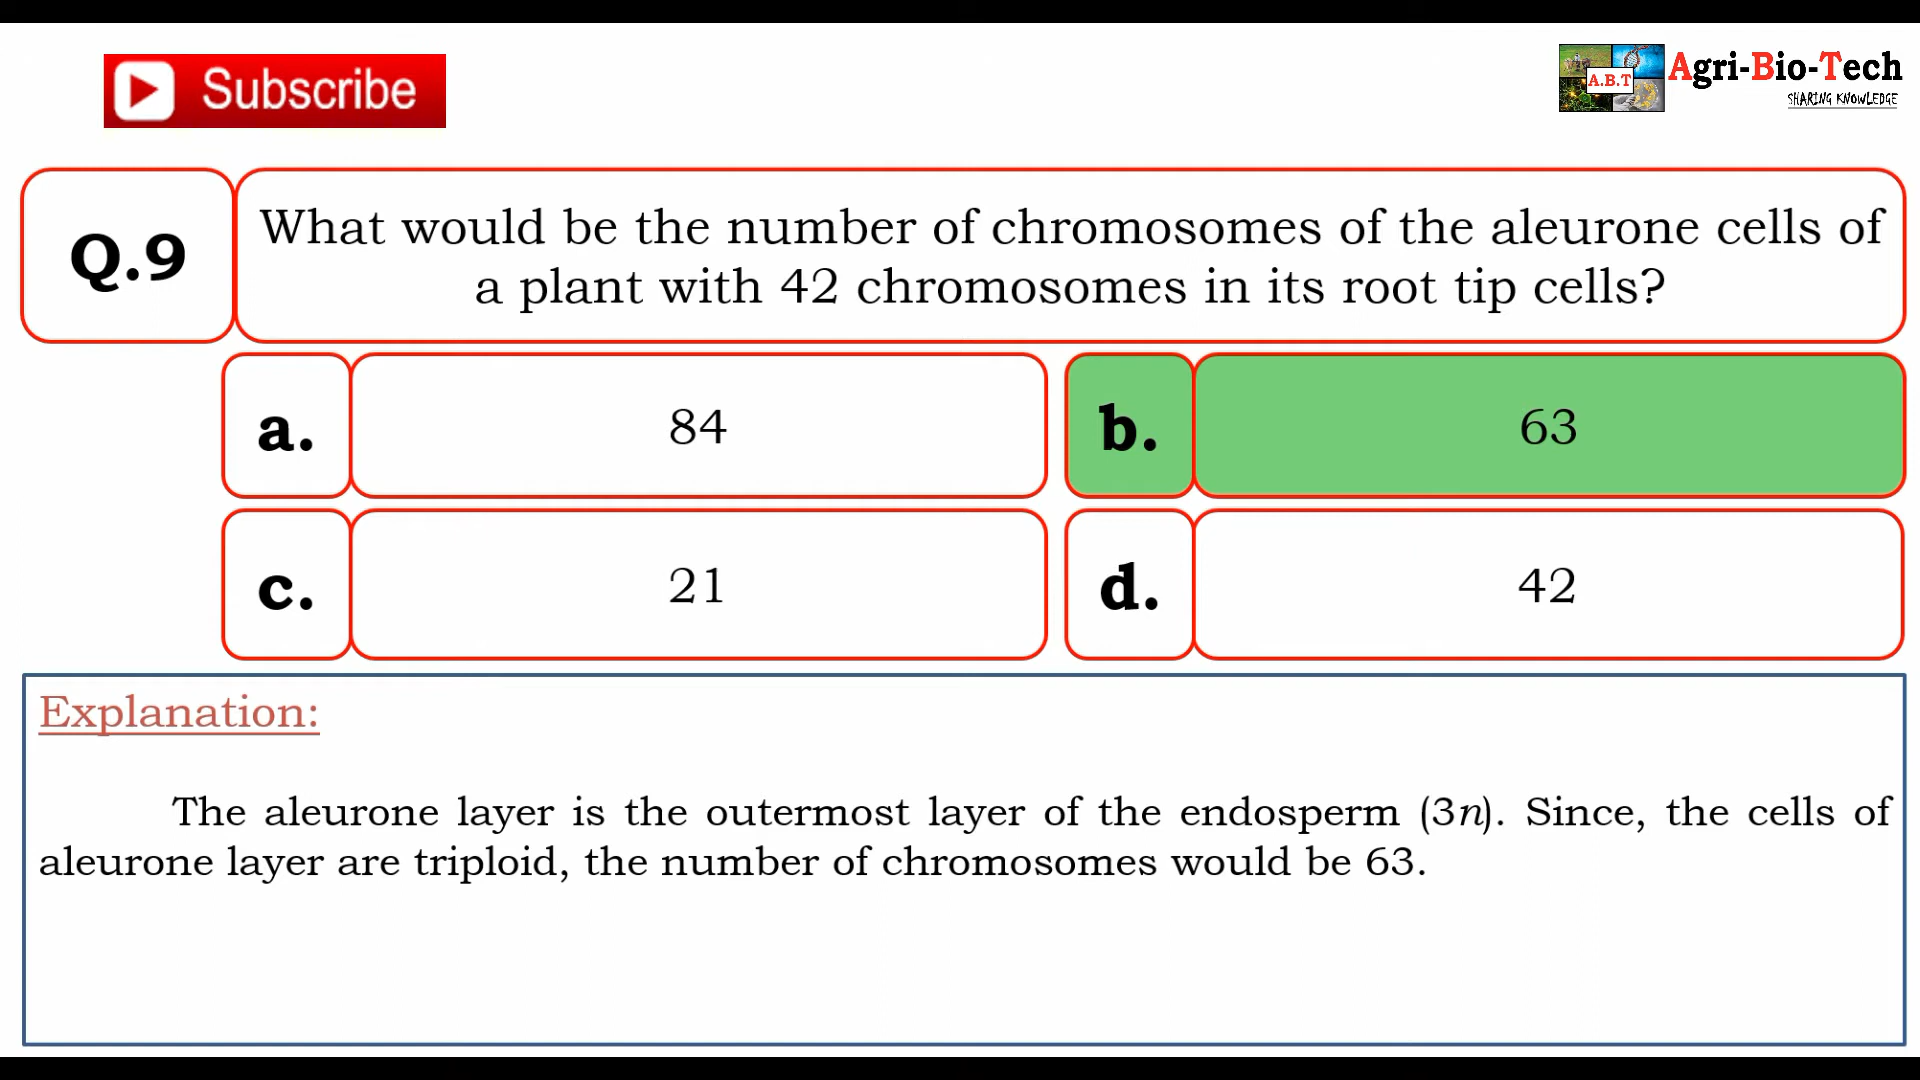 Subscribe
A.B.T
Agri-Bio-Tech
SHARING KNOWLEDGE
Q.9
What would be the number of chromosomes of the aleurone cells of
a plant with 42 chromosomes in its root tip cells?
a.
84
b.
63
c.
21
d.
42
Explanation:
The aleurone layer is the outermost layer of the endosperm (3n). Since, the cells of
aleurone layer are triploid, the number of chromosomes would be 63.